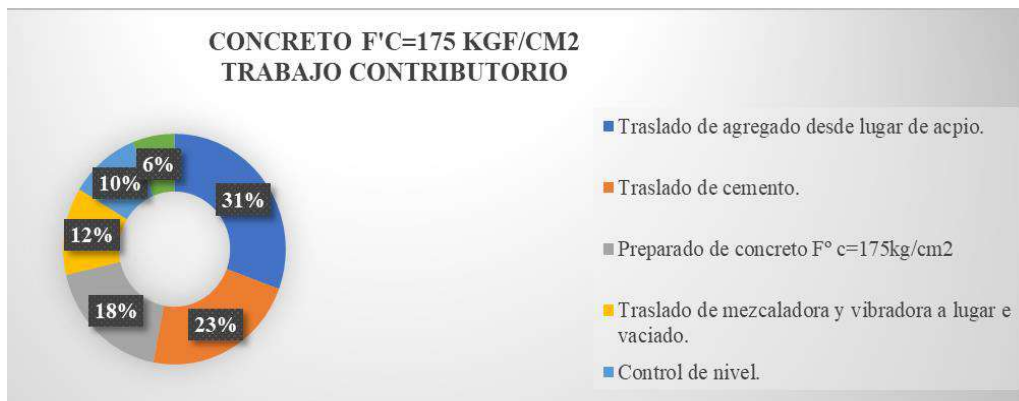 CONCRETO F'C=175 KGF/CM2
TRABAJO CONTRIBUTORIO
6%
10%
31%
12%
18%
23%
Traslado de agregado desde lugar de acpio.
Traslado de cemento.
Preparado de concreto Fº c=175kg/cm2
Traslado de mezcaladora y vibradora a lugar e
vaciado.
Control de nivel.